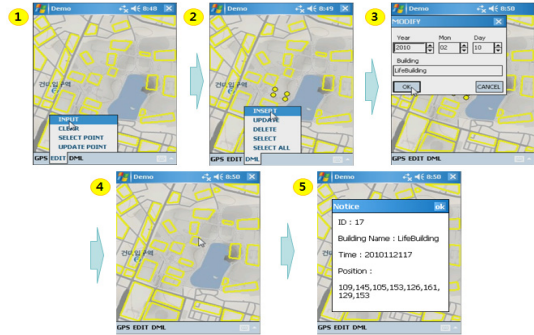 1
Demo
8:48
INPUT
CLEAR
SELECT POINT
UPDATE POINT
GPS EDIT DML
2
Demo
8:49
INSERT
UPDATE
DELETE
SELECT
SELECT ALL
GPS EDIT DML
3
Demo
8:50
MODIFY
Year Mon Day
2010 02 10
Building
LifeBuilding
OK CANCEL
GPS EDIT DML
4
Demo
8:50
GPS EDIT DML
5
Demo
8:50
Notice ok
ID : 17
Building Name : LifeBuilding
Time : 2010112117
Position :
109,145,105,153,126,161,
129,153
GPS EDIT DML